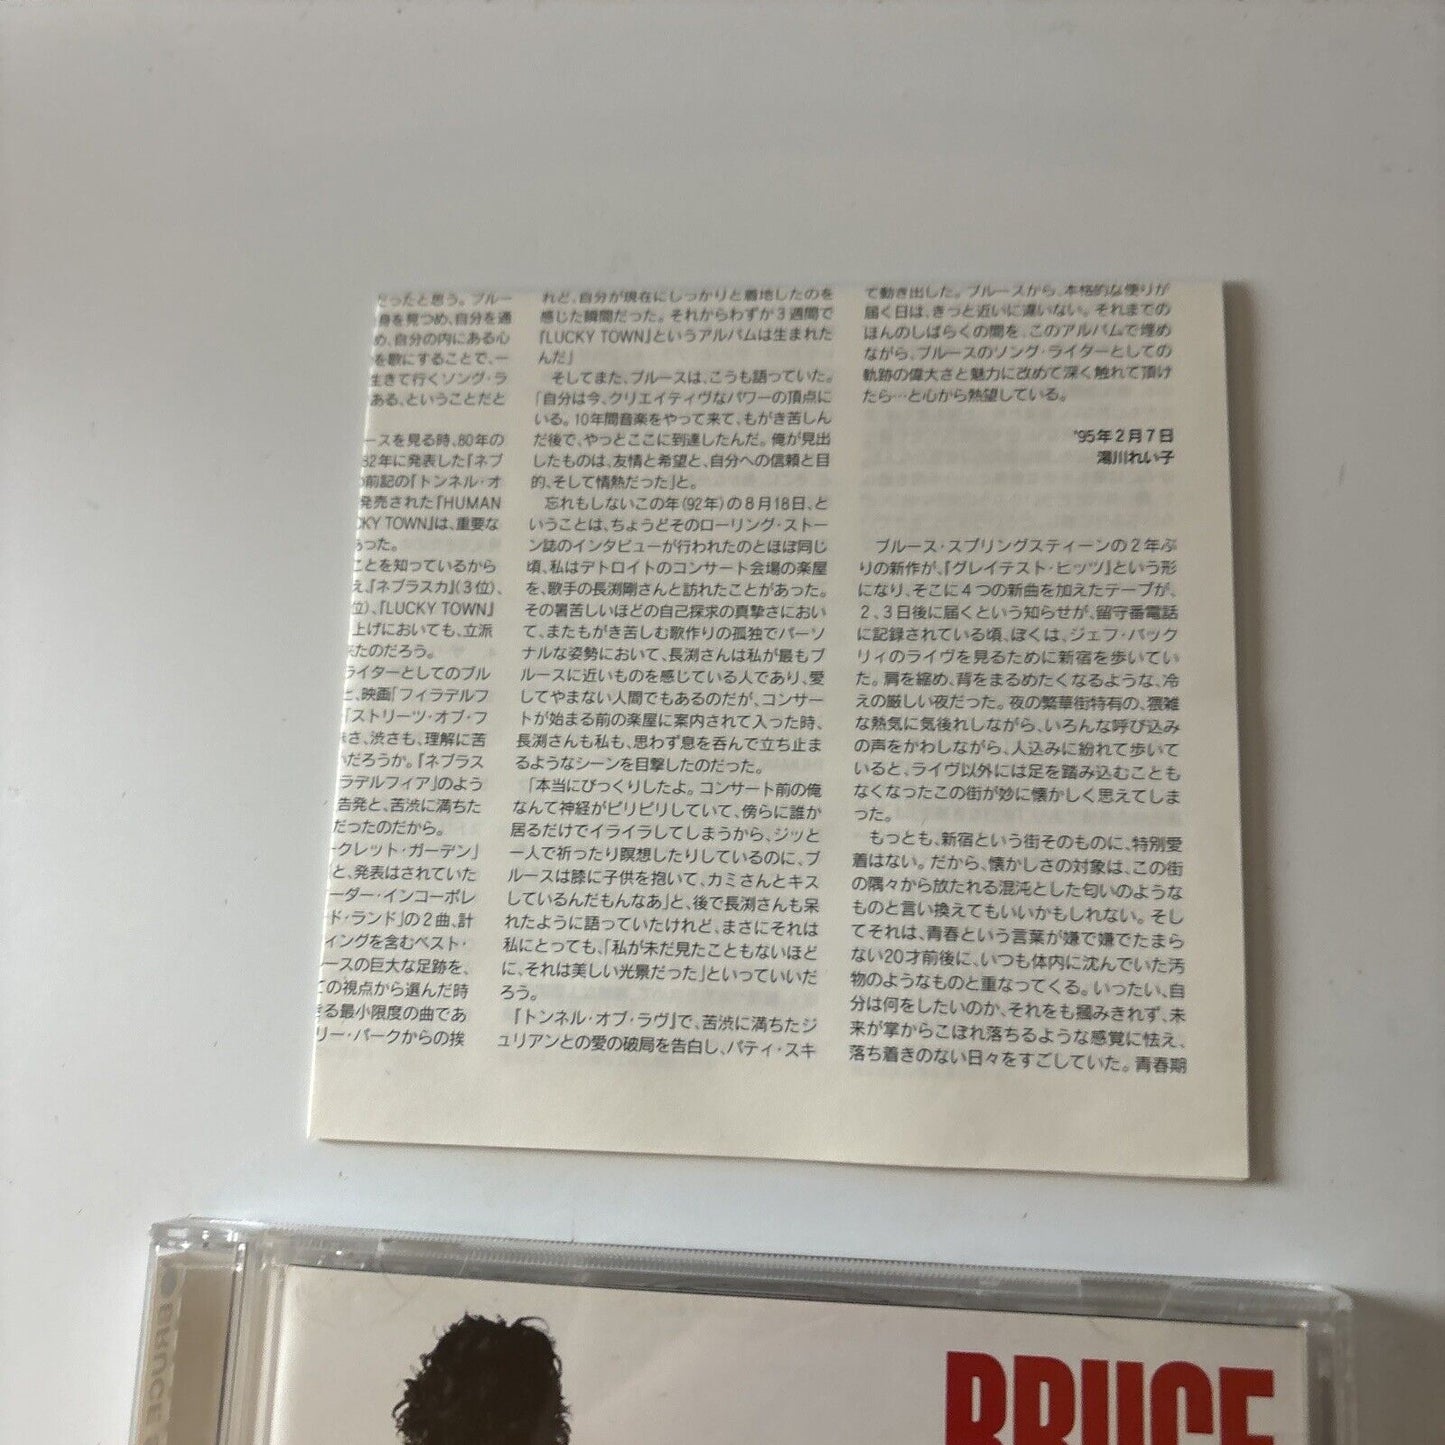 だったと思う。ブルー
身を見つめ、自分を通
め、自分の内にある心
を歌にすることで、一
生きて行くソング・ラ
ある、ということだと
ースを見る時、80年の
82年に発表した『ネブ
前記の『トンネル・オ
発売された『HUMAN
CKY TOWN』は、重要な
あった。
ことを知っているから
え、『ネブラスカ』(3位)、
位)、『LUCKY TOWN』
上げにおいても、立派
たのだろう。
ライターとしてのブル
と、映画「フィラデルフ
「ストリーツ・オブ・フ
さ、渋さも、理解に苦
だろうか。『ネブラス
ラデルフィア』のよう
告発と、苦渋に満ちた
だったのだから。
ークレット・ガーデン」
と、発表はされていた
ーダー・インコーポレ
ード・ランド」の2曲、計
ィングを含むベスト・
ースの巨大な足跡を、
ての視点から選んだ時
る最小限度の曲であ
リー・パークからの挨
れど、自分が現在にしっかりと着地したのを
感じた瞬間だった。それからわずか3週間で
『LUCKY TOWN』というアルバムは生まれた
んだ」
そしてまた、ブルースは、こうも語っていた。
「自分は今、クリエイティヴなパワーの頂点に
いる。10年間音楽をやって来て、もがき苦しん
だ後で、やっとここに到達したんだ。俺が見出
したものは、友情と希望と、自分への信頼と目
的、そして情熱だった」と。
忘れもしないこの年(92年)の8月18日、と
いうことは、ちょうどそのローリング・ストー
ン誌のインタビューが行われたのとほぼ同じ
頃、私はデトロイトのコンサート会場の楽屋
を、歌手の長渕剛さんと訪れたことがあった。
その暑苦しいほどの自己探求の真摯さにおい
て、またもがき苦しむ歌作りの孤独でパーソ
ナルな姿勢において、長渕さんは私が最もブ
ルースに近いものを感じている人であり、愛
してやまない人間でもあるのだが、コンサー
トが始まる前の楽屋に案内されて入った時、
長渕さんも私も、思わず息を呑んで立ち止ま
るようなシーンを目撃したのだった。
「本当にびっくりしたよ。コンサート前の俺
なんて神経がピリピリしていて、傍らに誰か
居るだけでイライラしてしまうから、ジッと
一人で祈ったり瞑想したりしているのに、ブ
ルースは膝に子供を抱いて、カミさんとキス
しているんだもんなあ」と、後で長渕さんも呆
れたように語っていたけれど、まさにそれは
私にとっても、「私が未だ見たこともないほど
に、それは美しい光景だった」といっていいだ
ろう。
『トンネル・オブ・ラヴ』で、苦渋に満ちたジ
ュリアンとの愛の破局を告白し、パティ・スキ
て動き出した。ブルースから、本格的な便りが
届く日は、きっと近いに違いない。それまでの
ほんのしばらくの間を、このアルバムで埋め
ながら、ブルースのソング・ライターとしての
軌跡の偉大さと魅力に改めて深く触れて頂け
たら…と心から熱望している。
'95年2月7日
湯川れい子
ブルース・スプリングスティーンの2年ぶ
りの新作が、『グレイテスト・ヒッツ』という形
になり、そこに4つの新曲を加えたテープが、
2、3日後に届くという知らせが、留守番電話
に記録されている頃、ぼくは、ジェフ・バック
リィのライヴを見るために新宿を歩いてい
た。肩を縮め、背をまるめたくなるような、冷
えの厳しい夜だった。夜の繁華街特有の、猥雑
な熱気に気後れしながら、いろんな呼び込み
の声をかわしながら、人込みに紛れて歩いて
いると、ライヴ以外には足を踏み込むことも
なくなったこの街が妙に懐かしく思えてしま
った。
もっとも、新宿という街そのものに、特別愛
着はない。だから、懐かしさの対象は、この街
の隅々から放たれる混沌とした匂いのような
ものと言い換えてもいいかもしれない。そし
てそれは、青春という言葉が嫌で嫌でたまら
ない20才前後に、いつも体内に沈んでいた汚
物のようなものと重なってくる。いったい、自
分は何をしたいのか、それをも掴みきれず、未
来が掌からこぼれ落ちるような感覚に怯え、
落ち着きのない日々をすごしていた。青春期
BRUCE
BRUCE